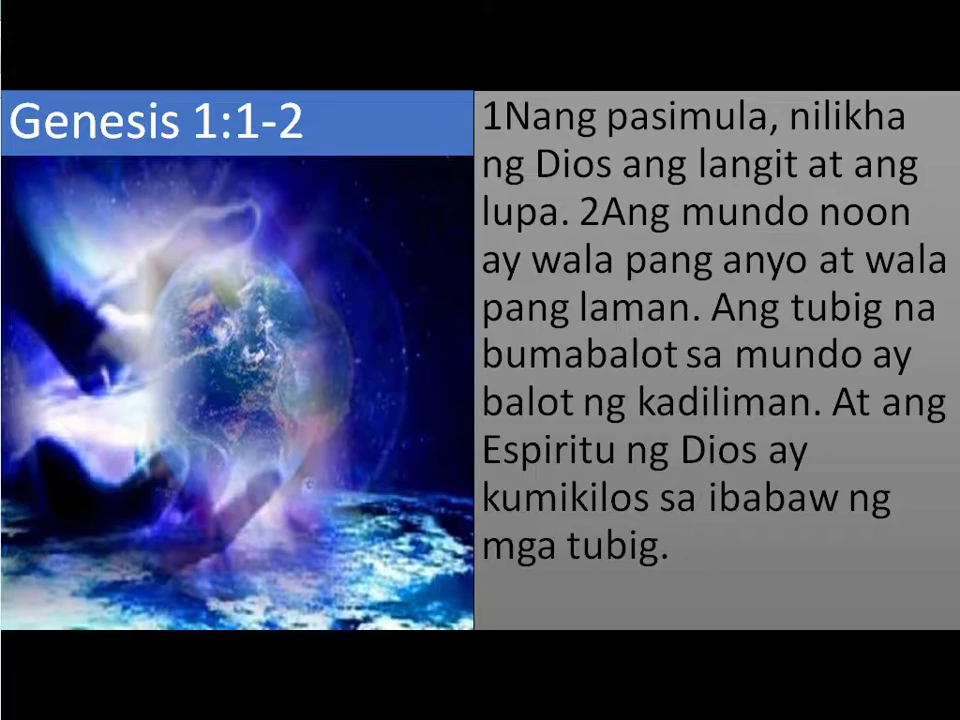 Genesis 1:1-2
1Nang pasimula, nilikha
ng Dios ang langit at ang
lupa. 2Ang mundo noon
ay wala pang anyo at wala
pang laman. Ang tubig na
bumabalot sa mundo ay
balot ng kadiliman. At ang
Espiritu ng Dios ay
kumikilos sa ibabaw ng
mga tubig.